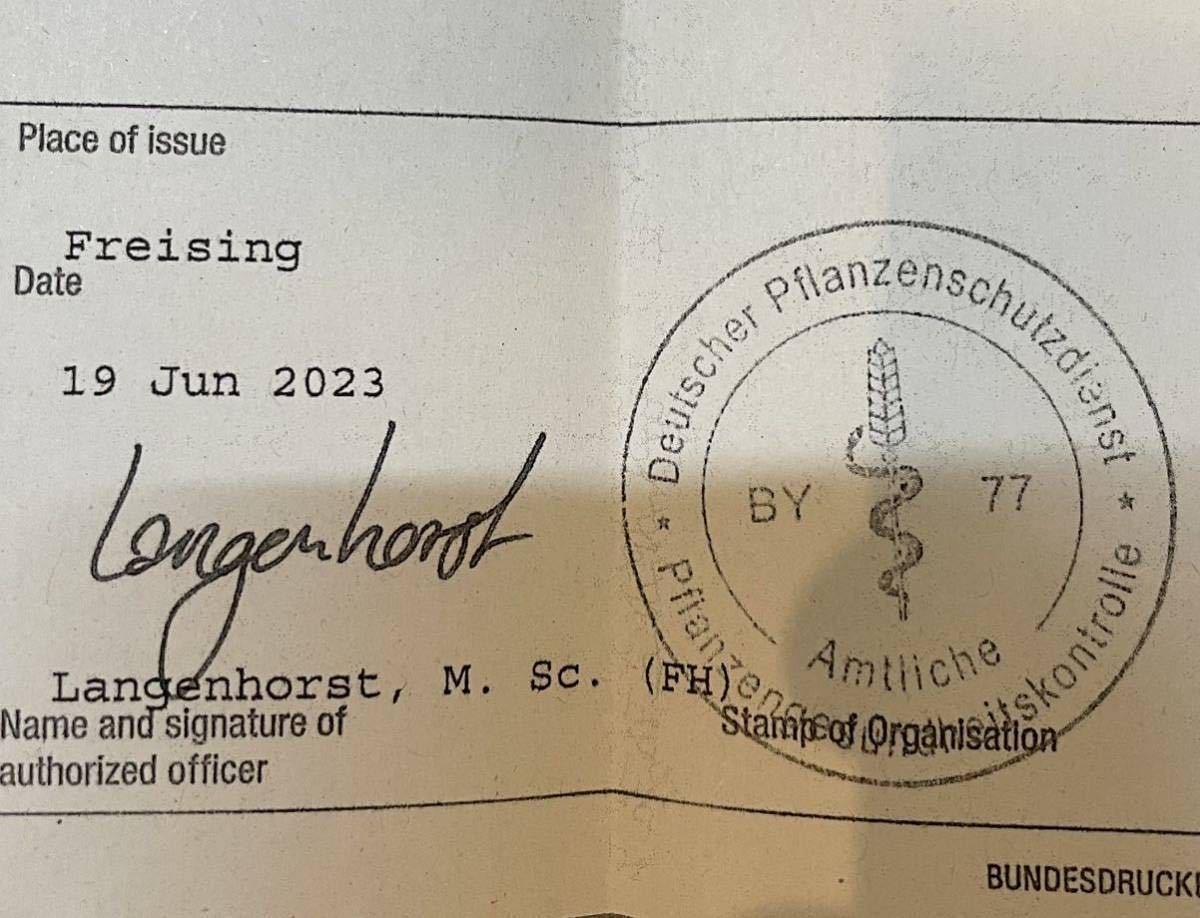 Place of issue
Freising
Date
19 Jun 2023
Langenhorst
Langenhorst, M. Sc. (FH)
Name and signature of
authorized officer
Deutscher Pflanzenschutzdienst
BY 77
Amtliche
Pflanzengesundheitskontrolle
Stamp of Organisation
BUNDESDRUCK